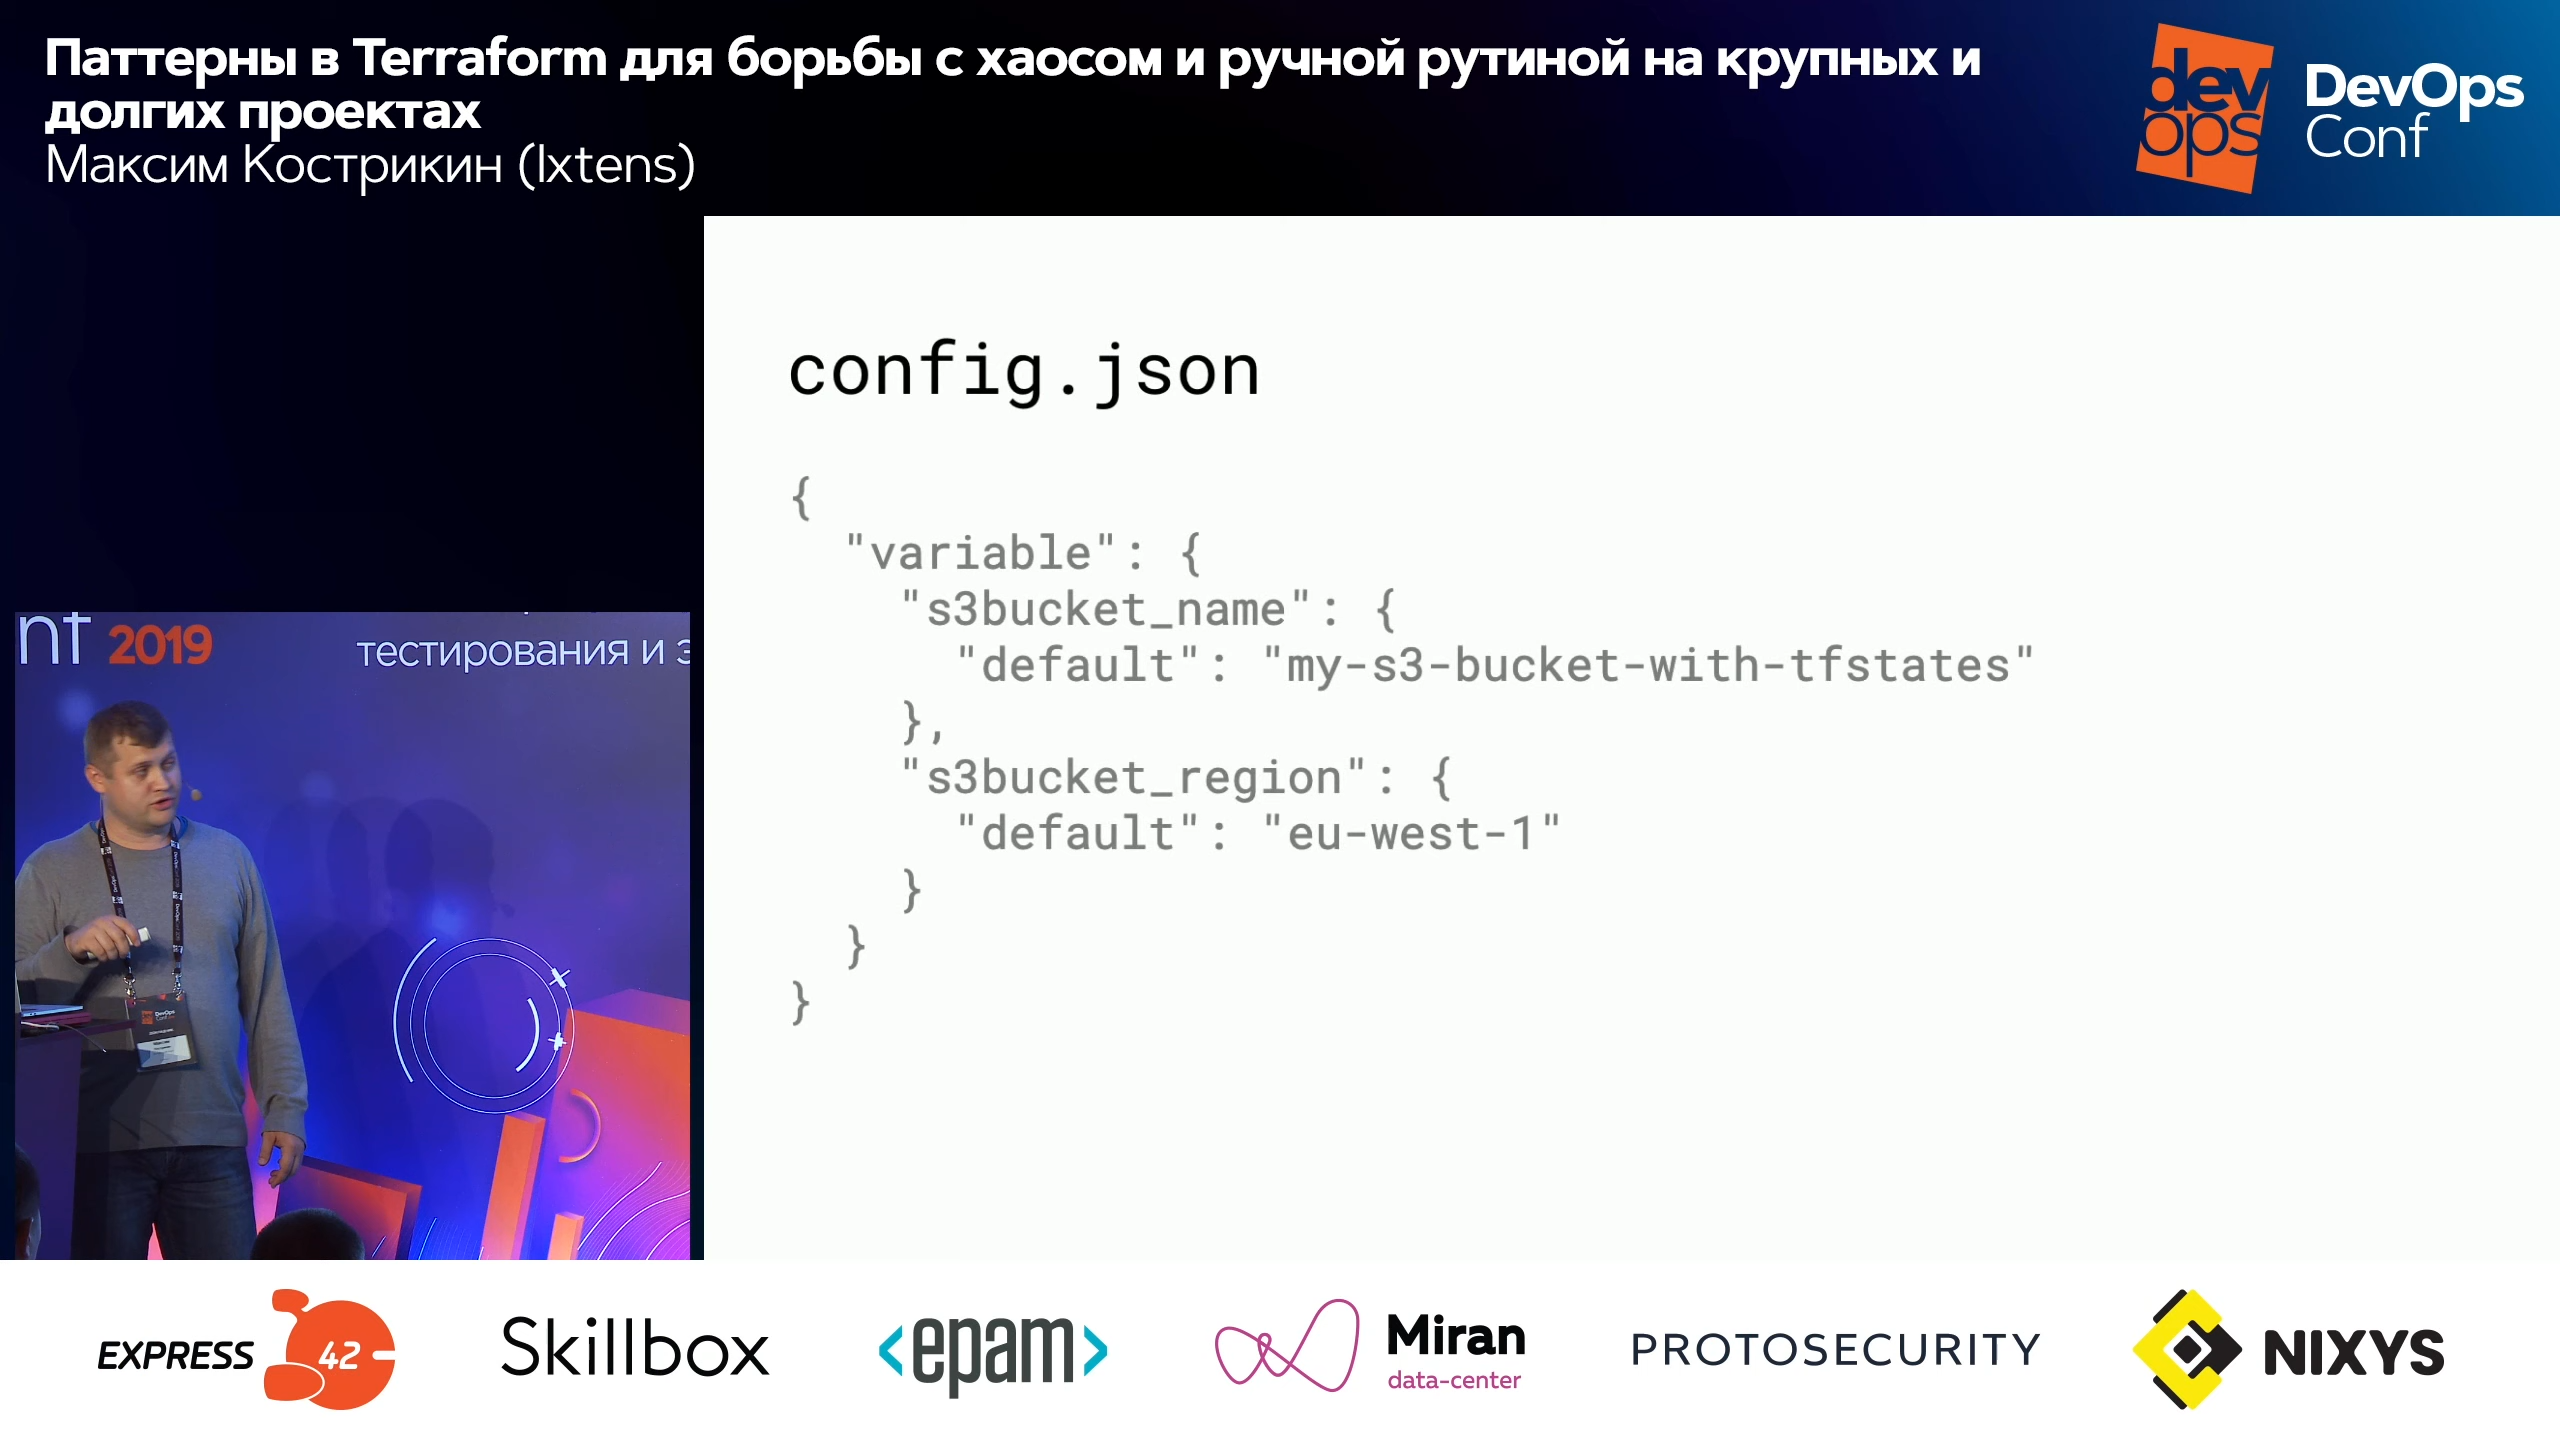 Паттерны в Terraform для борьбы с хаосом и ручной рутиной на крупных и
долгих проектах
Максим Кострикин (Ixtens)
dev
ops
DevOps
Conf
config.json
{
"variable": {
"s3bucket_name": {
"default": "my-s3-bucket-with-tfstates"
},
"s3bucket_region": {
"default": "eu-west-1"
}
}
}
nt 2019
тестирования и э
DevOps
Conf
EXPRESS 42
Skillbox
<epam>
Miran
data-center
PROTOSECURITY
NIXYS